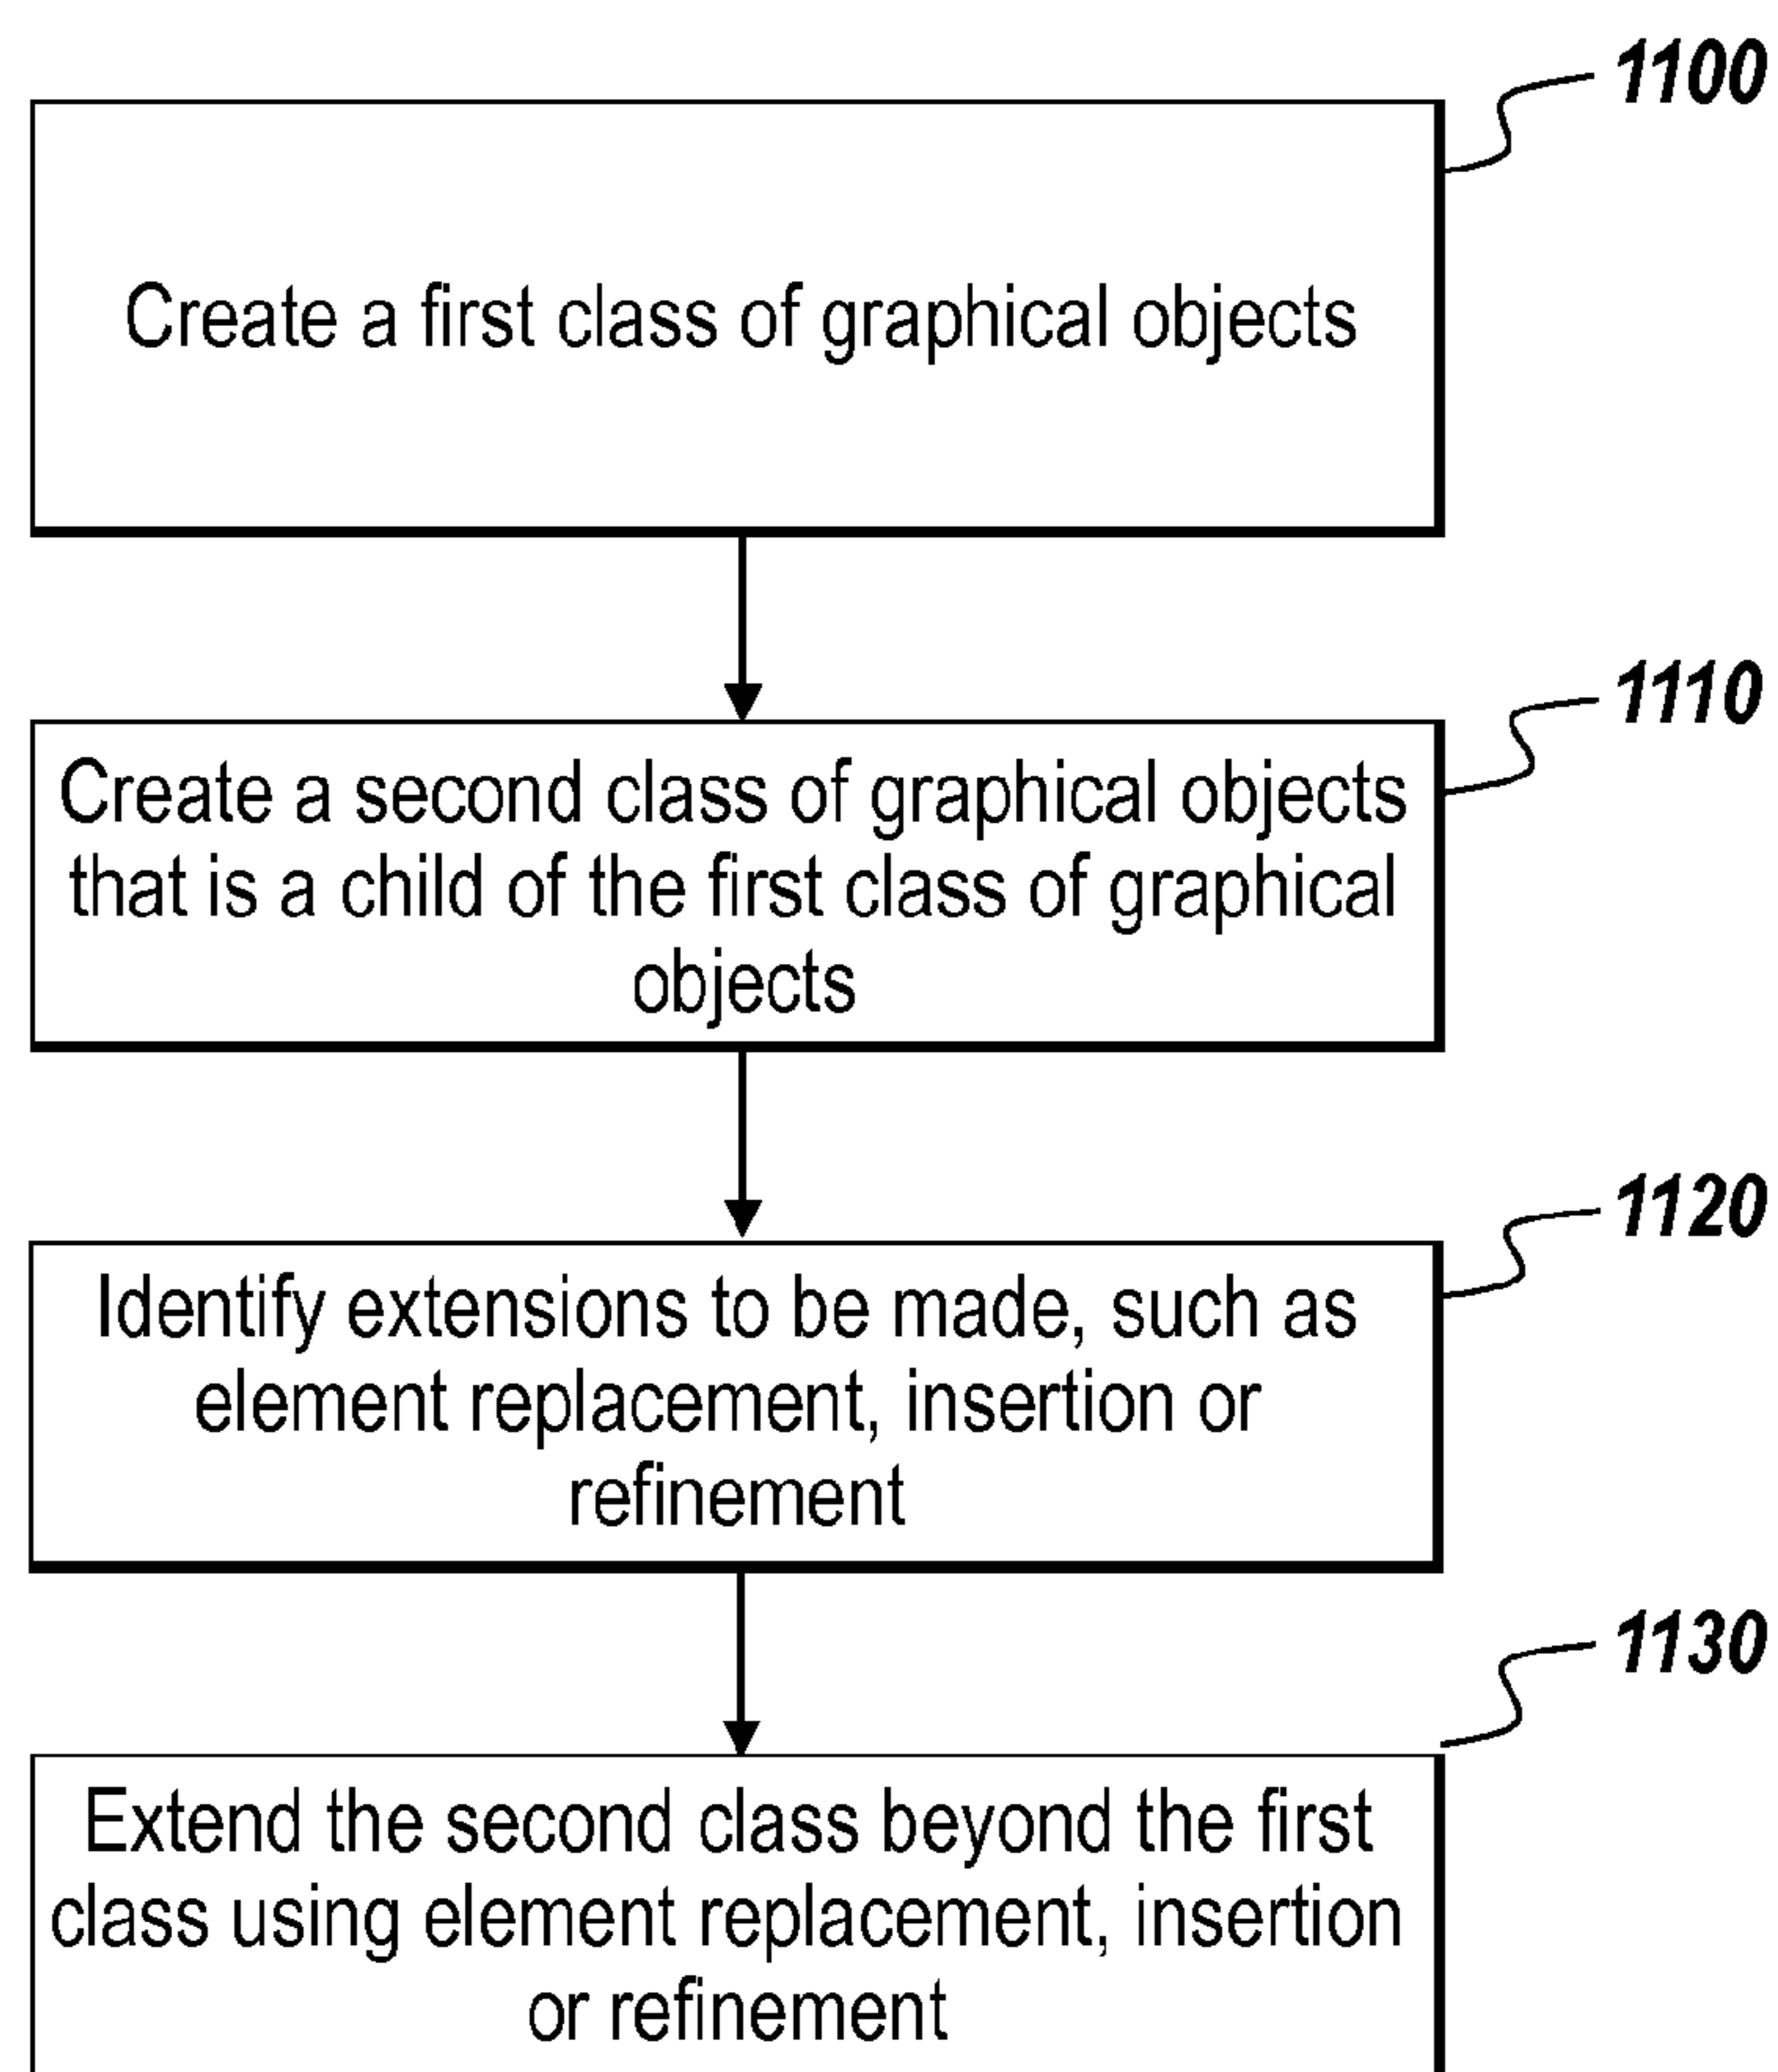 1100
Create a first class of graphical objects
1110
Create a second class of graphical objects
that is a child of the first class of graphical
objects
1120
Identify extensions to be made, such as
element replacement, insertion or
refinement
1130
Extend the second class beyond the first
class using element replacement, insertion
or refinement